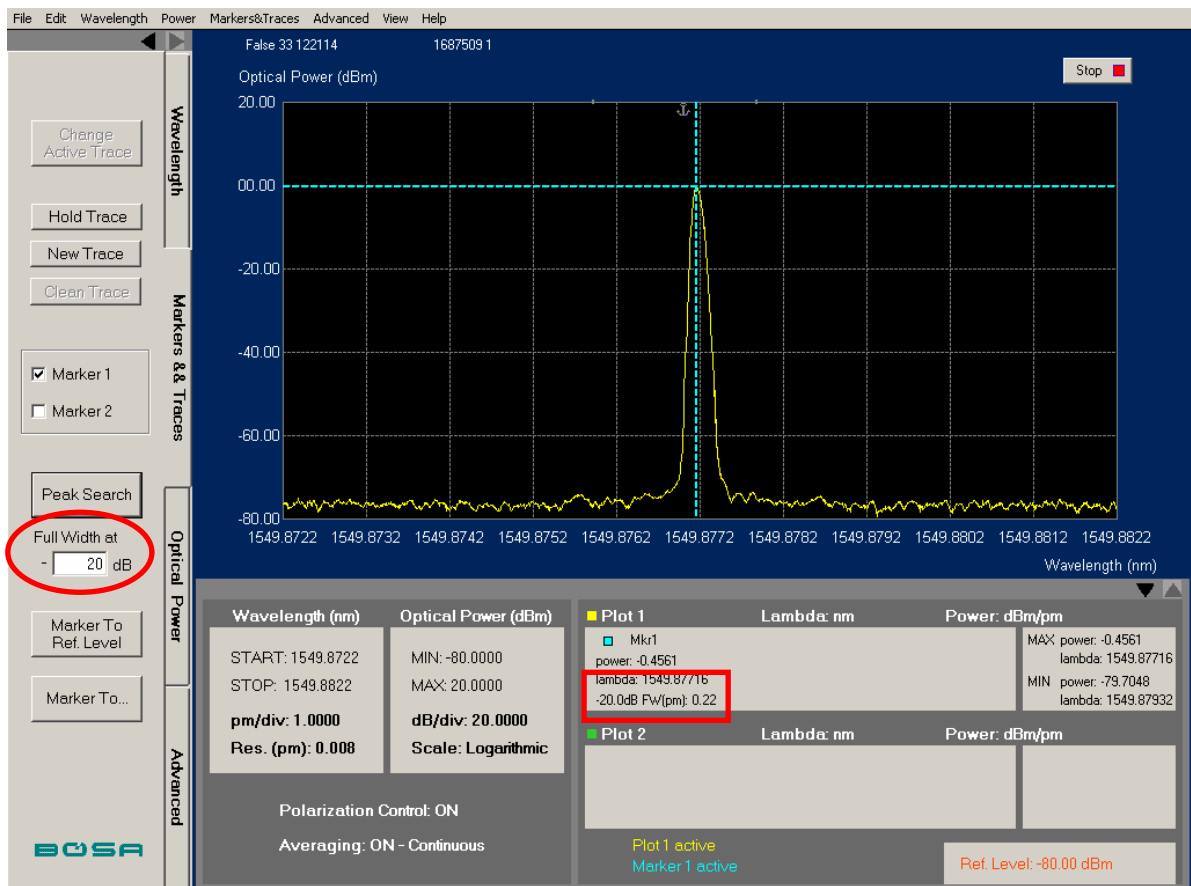 File Edit Wavelength Power Markers&Traces Advanced View Help
False 33 122114 1687509 1
Optical Power (dBm)
Stop
20.00
00.00
-20.00
-40.00
-60.00
-80.00
1549.8722 1549.8732 1549.8742 1549.8752 1549.8762 1549.8772 1549.8782 1549.8792 1549.8802 1549.8812 1549.8822
Wavelength (nm)
Change
Active Trace
Hold Trace
New Trace
Clean Trace
Marker 1
Marker 2
Peak Search
Full Width at
- 20 dB
Marker To
Ref. Level
Marker To...
BOSA
Wavelength
Markers && Traces
Optical Power
Advanced
Wavelength (nm)
START: 1549.8722
STOP: 1549.8822
pm/div: 1.0000
Res. (pm): 0.008
Optical Power (dBm)
MIN: -80.0000
MAX: 20.0000
dB/div: 20.0000
Scale: Logarithmic
Polarization Control: ON
Averaging: ON - Continuous
Plot 1 Lambda: nm Power: dBm/pm
Mkr1
power: -0.4561
lambda: 1549.87716
-20.0dB FW(pm): 0.22
MAX power: -0.4561
lambda: 1549.87716
MIN power: -79.7048
lambda: 1549.87932
Plot 2 Lambda: nm Power: dBm/pm
Plot 1 active
Marker 1 active
Ref. Level: -80.00 dBm